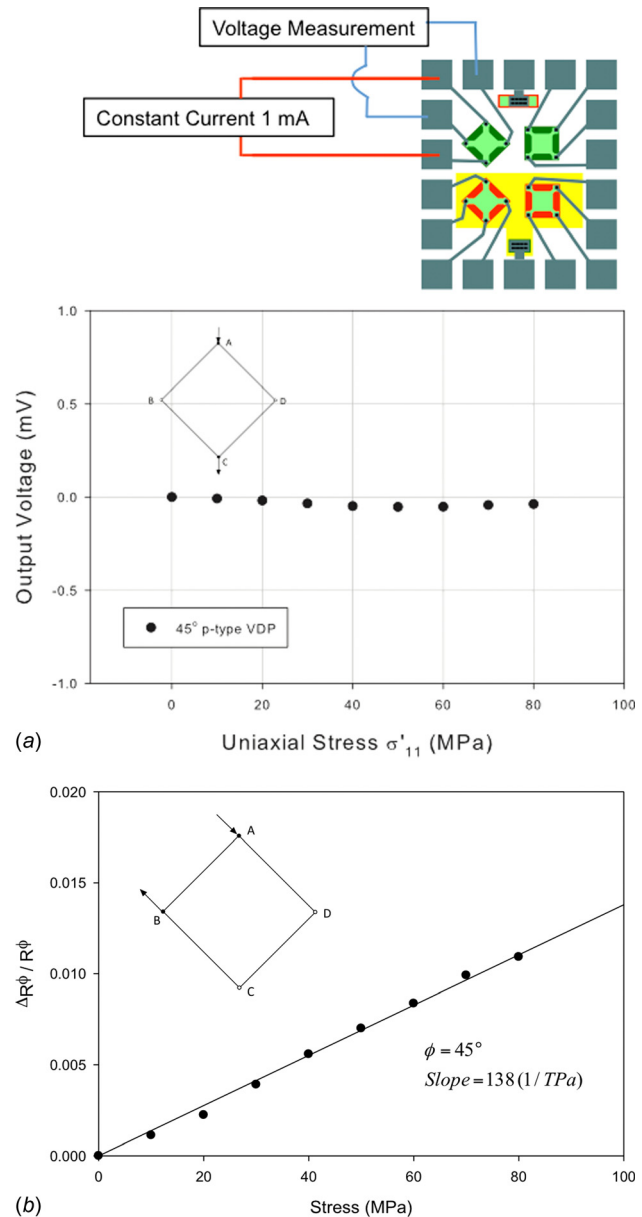 Voltage Measurement
Constant Current 1 mA
1.0
0.5
0.0
-0.5
-1.0
Output Voltage (mV)
A
B
D
C
45° p-type VDP
0
20
40
60
80
100
(a)
Uniaxial Stress σ'₁₁ (MPa)
0.020
0.015
0.010
0.005
0.000
ΔRᶲ / Rᶲ
A
B
D
C
ϕ = 45°
Slope = 138 (1/ TPa)
0
20
40
60
80
100
(b)
Stress (MPa)